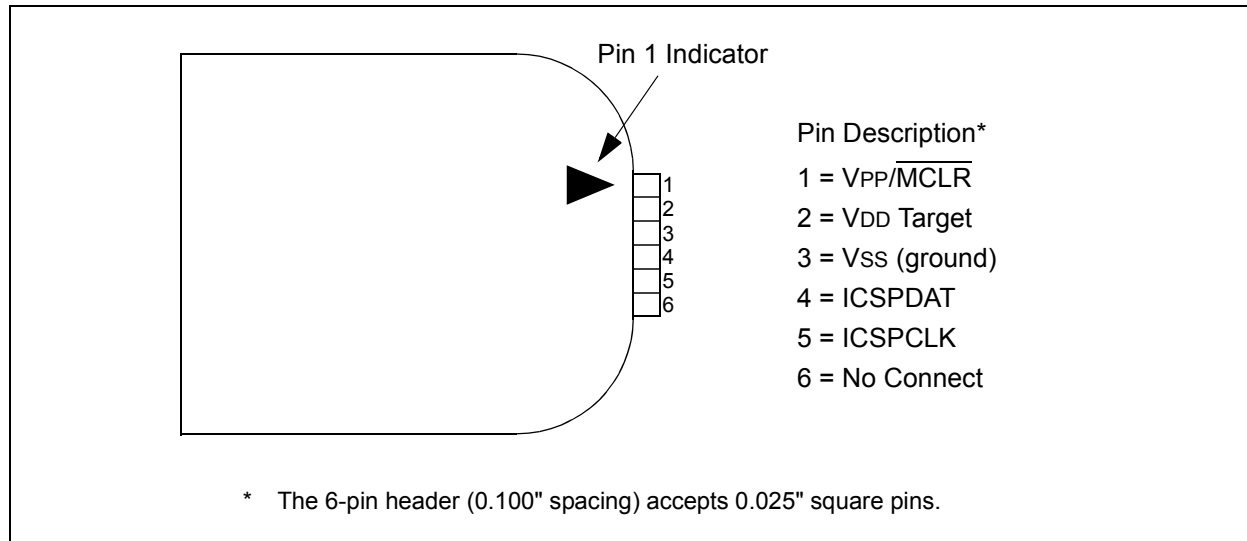 Pin 1 Indicator
1
2
3
4
5
6
Pin Description*
1 = VPP/M̅C̅L̅R̅
2 = VDD Target
3 = VSS (ground)
4 = ICSPDAT
5 = ICSPCLK
6 = No Connect
* The 6-pin header (0.100" spacing) accepts 0.025" square pins.